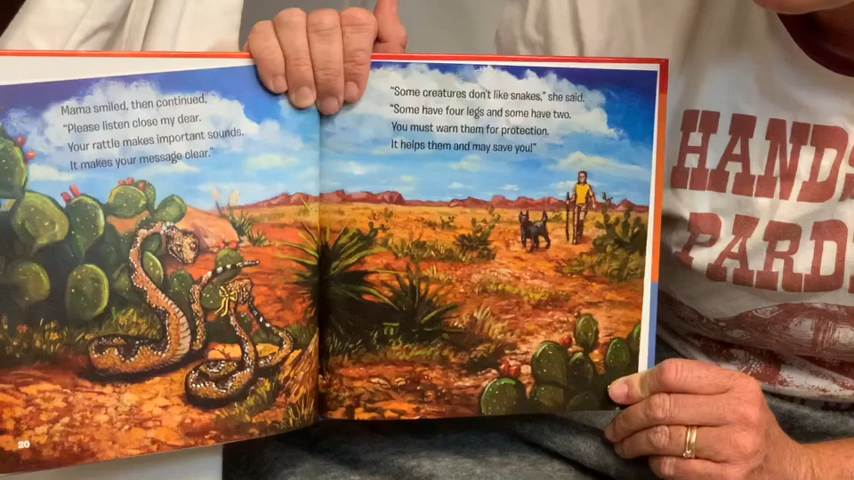 Mama smiled, then continued,
"Please listen close my dear.
Your rattle makes important sounds.
It makes your message clear."
20
"Some creatures don't like snakes," she said.
"Some have four legs and some have two.
You must warn them for protection.
It helps them and may save you!"
HANDS
PARD